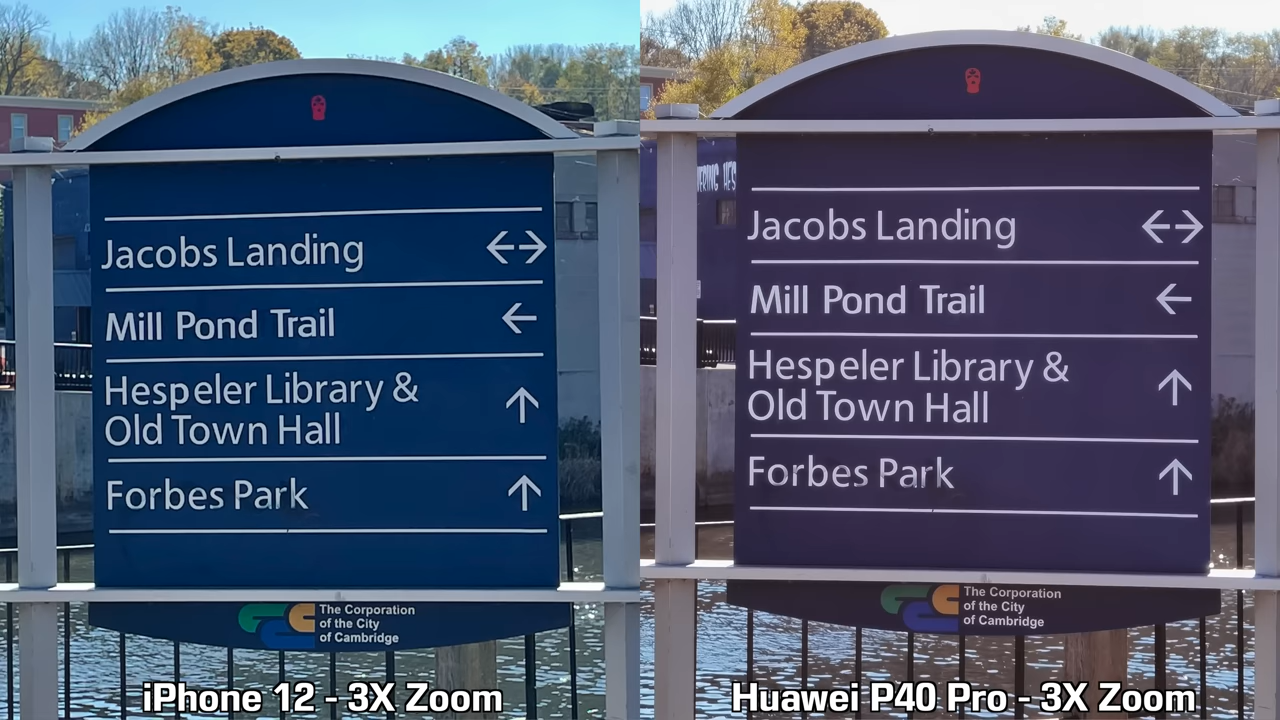 Jacobs Landing
Mill Pond Trail
Hespeler Library &
Old Town Hall
Forbes Park
The Corporation
of the City
of Cambridge
iPhone 12 - 3X Zoom
ERING HES
Jacobs Landing
Mill Pond Trail
Hespeler Library &
Old Town Hall
Forbes Park
The Corporation
of the City
of Cambridge
Huawei P40 Pro - 3X Zoom